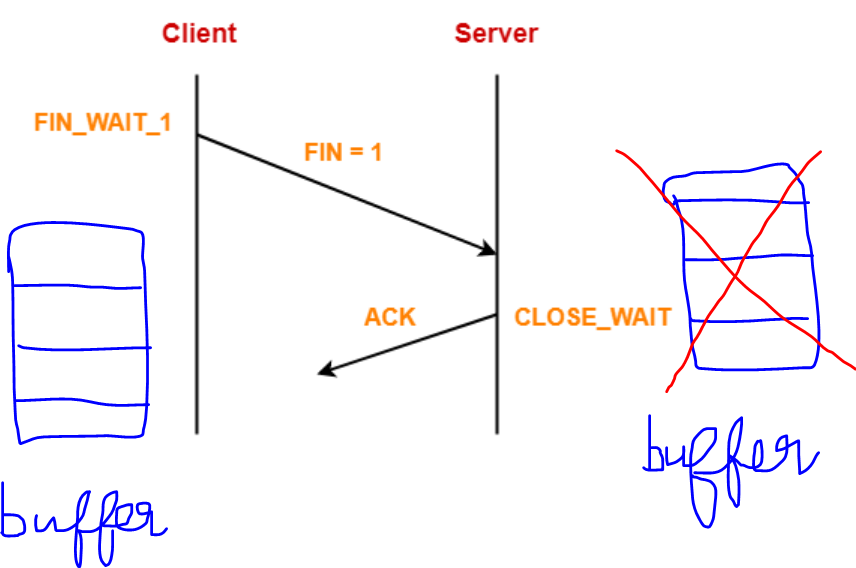 Client
Server
FIN_WAIT_1
FIN = 1
ACK
CLOSE_WAIT
buffer
buffer